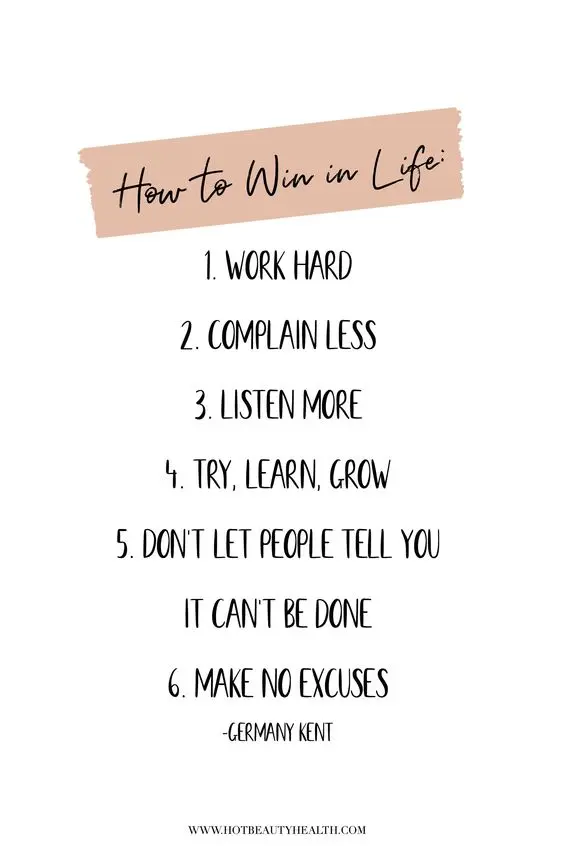 How to Win in Life:
1. WORK HARD
2. COMPLAIN LESS
3. LISTEN MORE
4. TRY, LEARN, GROW
5. DON'T LET PEOPLE TELL YOU
IT CAN'T BE DONE
6. MAKE NO EXCUSES
-GERMANY KENT
WWW.HOTBEAUTYHEALTH.COM